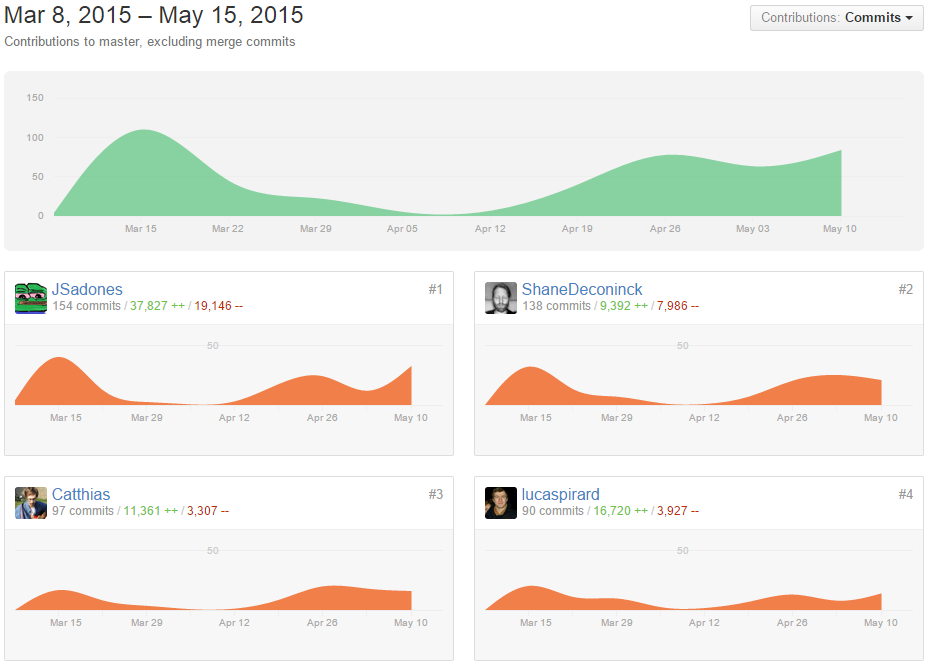 Mar 8, 2015 – May 15, 2015
Contributions: Commits
Contributions to master, excluding merge commits
150
100
50
0
Mar 15 Mar 22 Mar 29 Apr 05 Apr 12 Apr 19 Apr 26 May 03 May 10
JSadones #1
154 commits / 37,827 ++ / 19,146 --
50
Mar 15 Mar 29 Apr 12 Apr 26 May 10
ShaneDeconinck #2
138 commits / 9,392 ++ / 7,986 --
50
Mar 15 Mar 29 Apr 12 Apr 26 May 10
Catthias #3
97 commits / 11,361 ++ / 3,307 --
50
Mar 15 Mar 29 Apr 12 Apr 26 May 10
lucaspirard #4
90 commits / 16,720 ++ / 3,927 --
50
Mar 15 Mar 29 Apr 12 Apr 26 May 10